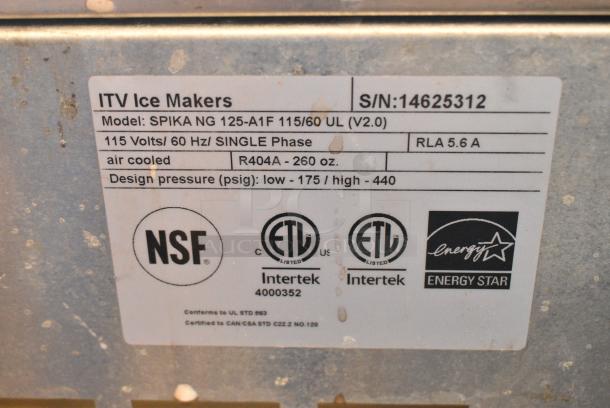 ITV Ice Makers S/N:14625312
Model: SPIKA NG 125-A1F 115/60 UL (V2.0)
115 Volts/ 60 Hz/ SINGLE Phase RLA 5.6 A
air cooled R404A - 260 oz.
Design pressure (psig): low - 175 / high - 440
NSF® C ETL US ETL energy
LISTED LISTED
Intertek Intertek ENERGY STAR
4000352
Conforms to UL STD 563
Certified to CAN/CSA STD C22.2 NO.120